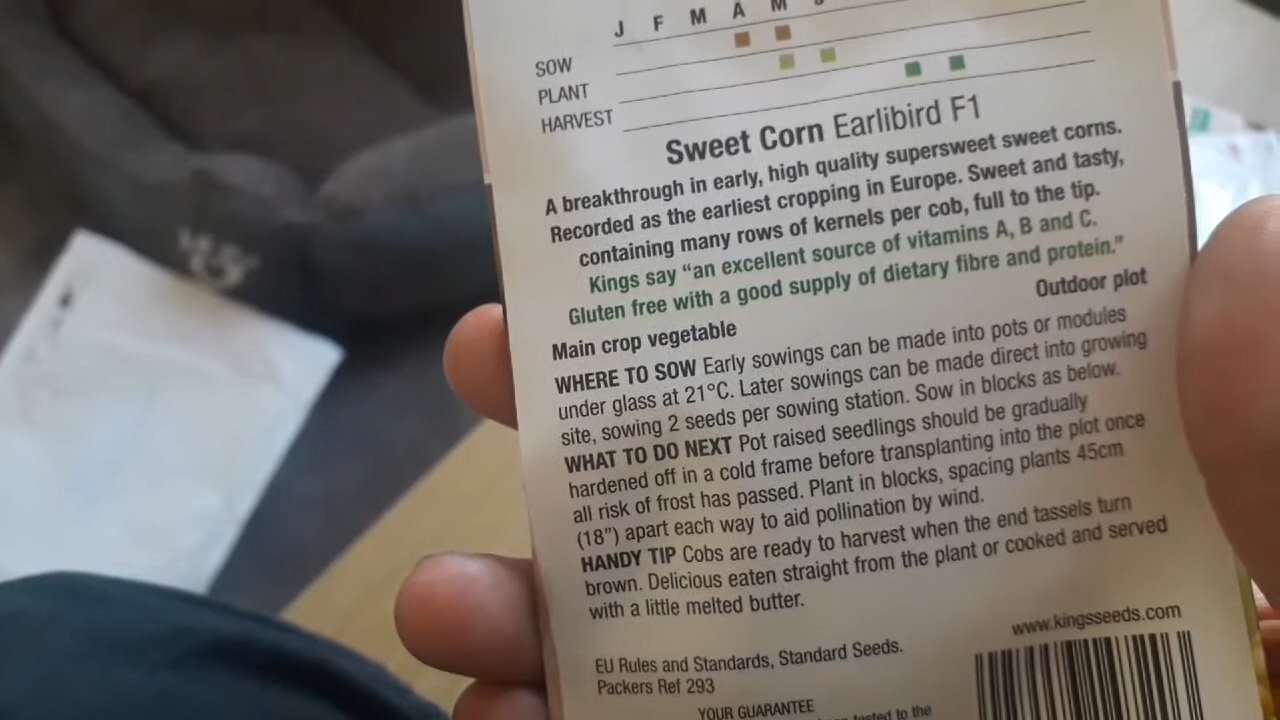 J F M A M J
SOW
PLANT
HARVEST
Sweet Corn Earlibird F1
A breakthrough in early, high quality supersweet sweet corns.
Recorded as the earliest cropping in Europe. Sweet and tasty,
containing many rows of kernels per cob, full to the tip.
Kings say “an excellent source of vitamins A, B and C.
Gluten free with a good supply of dietary fibre and protein.”
Main crop vegetable Outdoor plot
WHERE TO SOW Early sowings can be made into pots or modules
under glass at 21°C. Later sowings can be made direct into growing
site, sowing 2 seeds per sowing station. Sow in blocks as below.
WHAT TO DO NEXT Pot raised seedlings should be gradually
hardened off in a cold frame before transplanting into the plot once
all risk of frost has passed. Plant in blocks, spacing plants 45cm
(18”) apart each way to aid pollination by wind.
HANDY TIP Cobs are ready to harvest when the end tassels turn
brown. Delicious eaten straight from the plant or cooked and served
with a little melted butter.
www.kingsseeds.com
EU Rules and Standards, Standard Seeds.
Packers Ref 293
YOUR GUARANTEE
tested to the